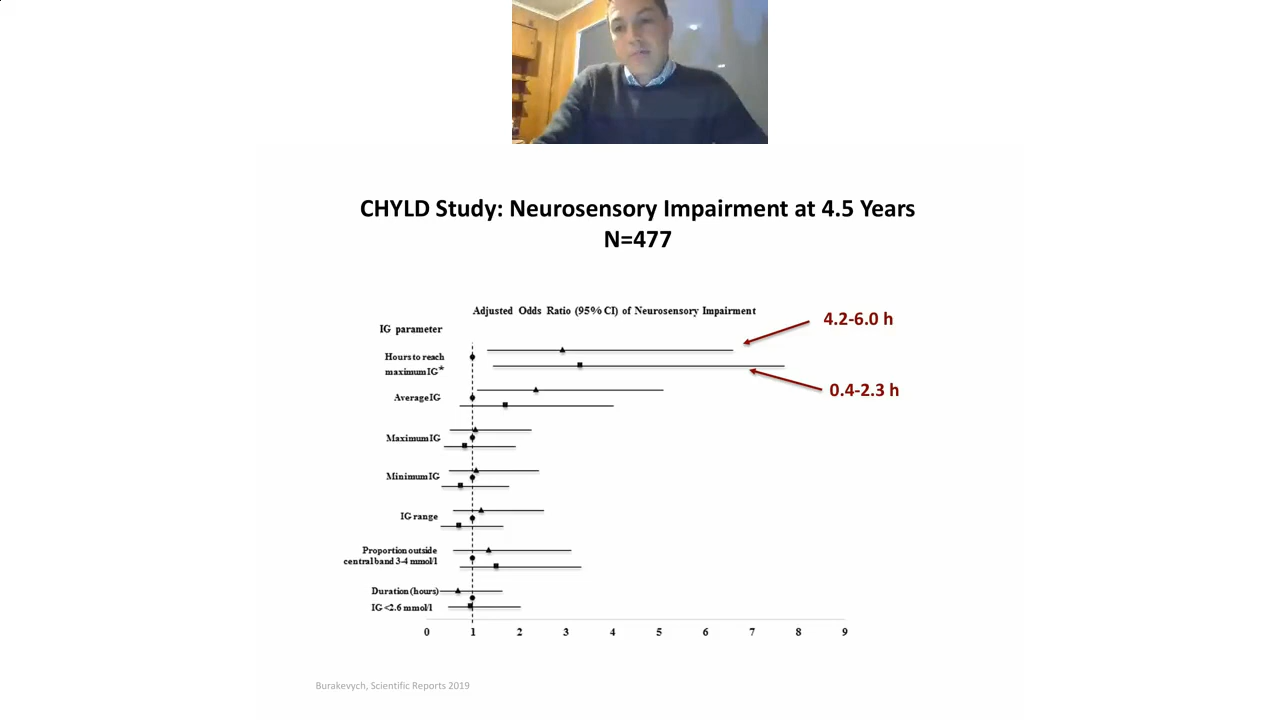 CHYLD Study: Neurosensory Impairment at 4.5 Years
N=477
Adjusted Odds Ratio (95% CI) of Neurosensory Impairment
IG parameter
4.2-6.0 h
Hours to reach
maximum IG*
0.4-2.3 h
Average IG
Maximum IG
Minimum IG
IG range
Proportion outside
central band 3-4 mmol/l
Duration (hours)
IG <2.6 mmol/l
0 1 2 3 4 5 6 7 8 9
Burakevych, Scientific Reports 2019